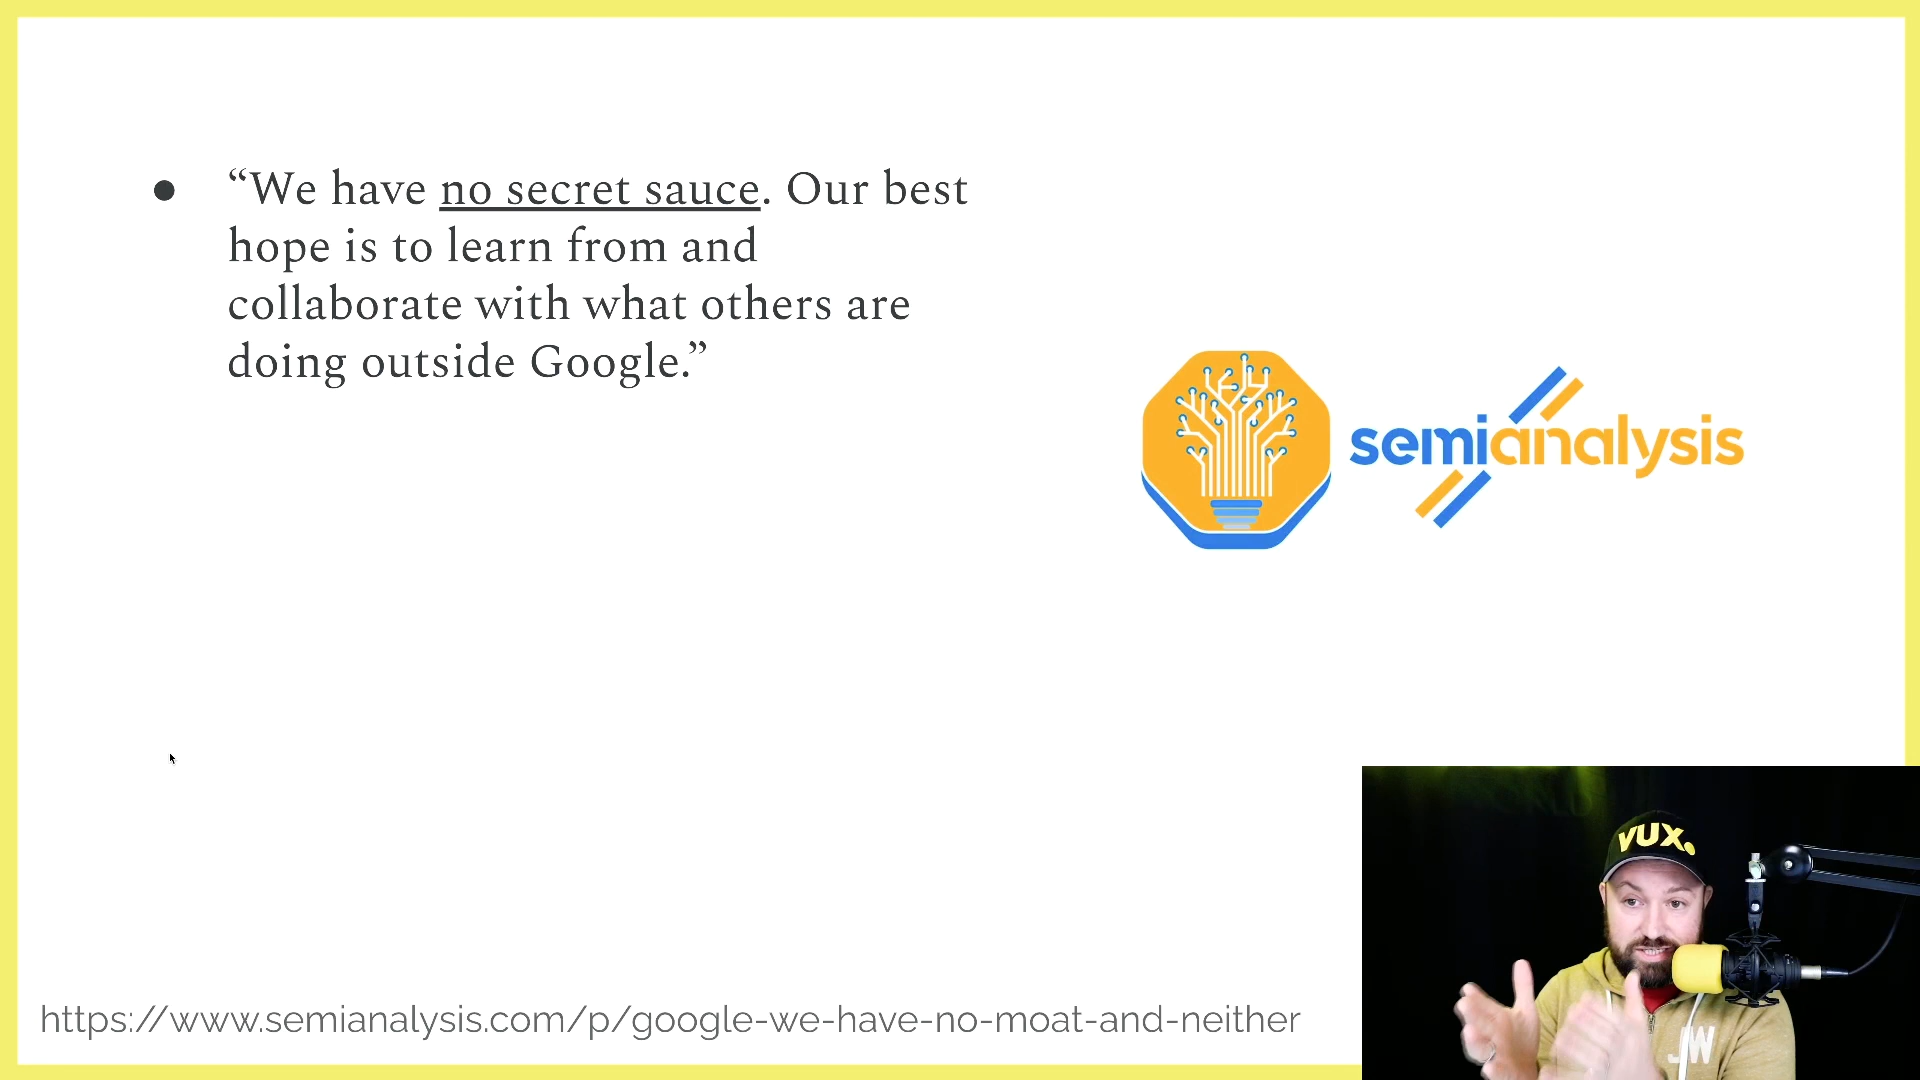 ● “We have no secret sauce. Our best
hope is to learn from and
collaborate with what others are
doing outside Google.”
semianalysis
VUX.
JW
https://www.semianalysis.com/p/google-we-have-no-moat-and-neither